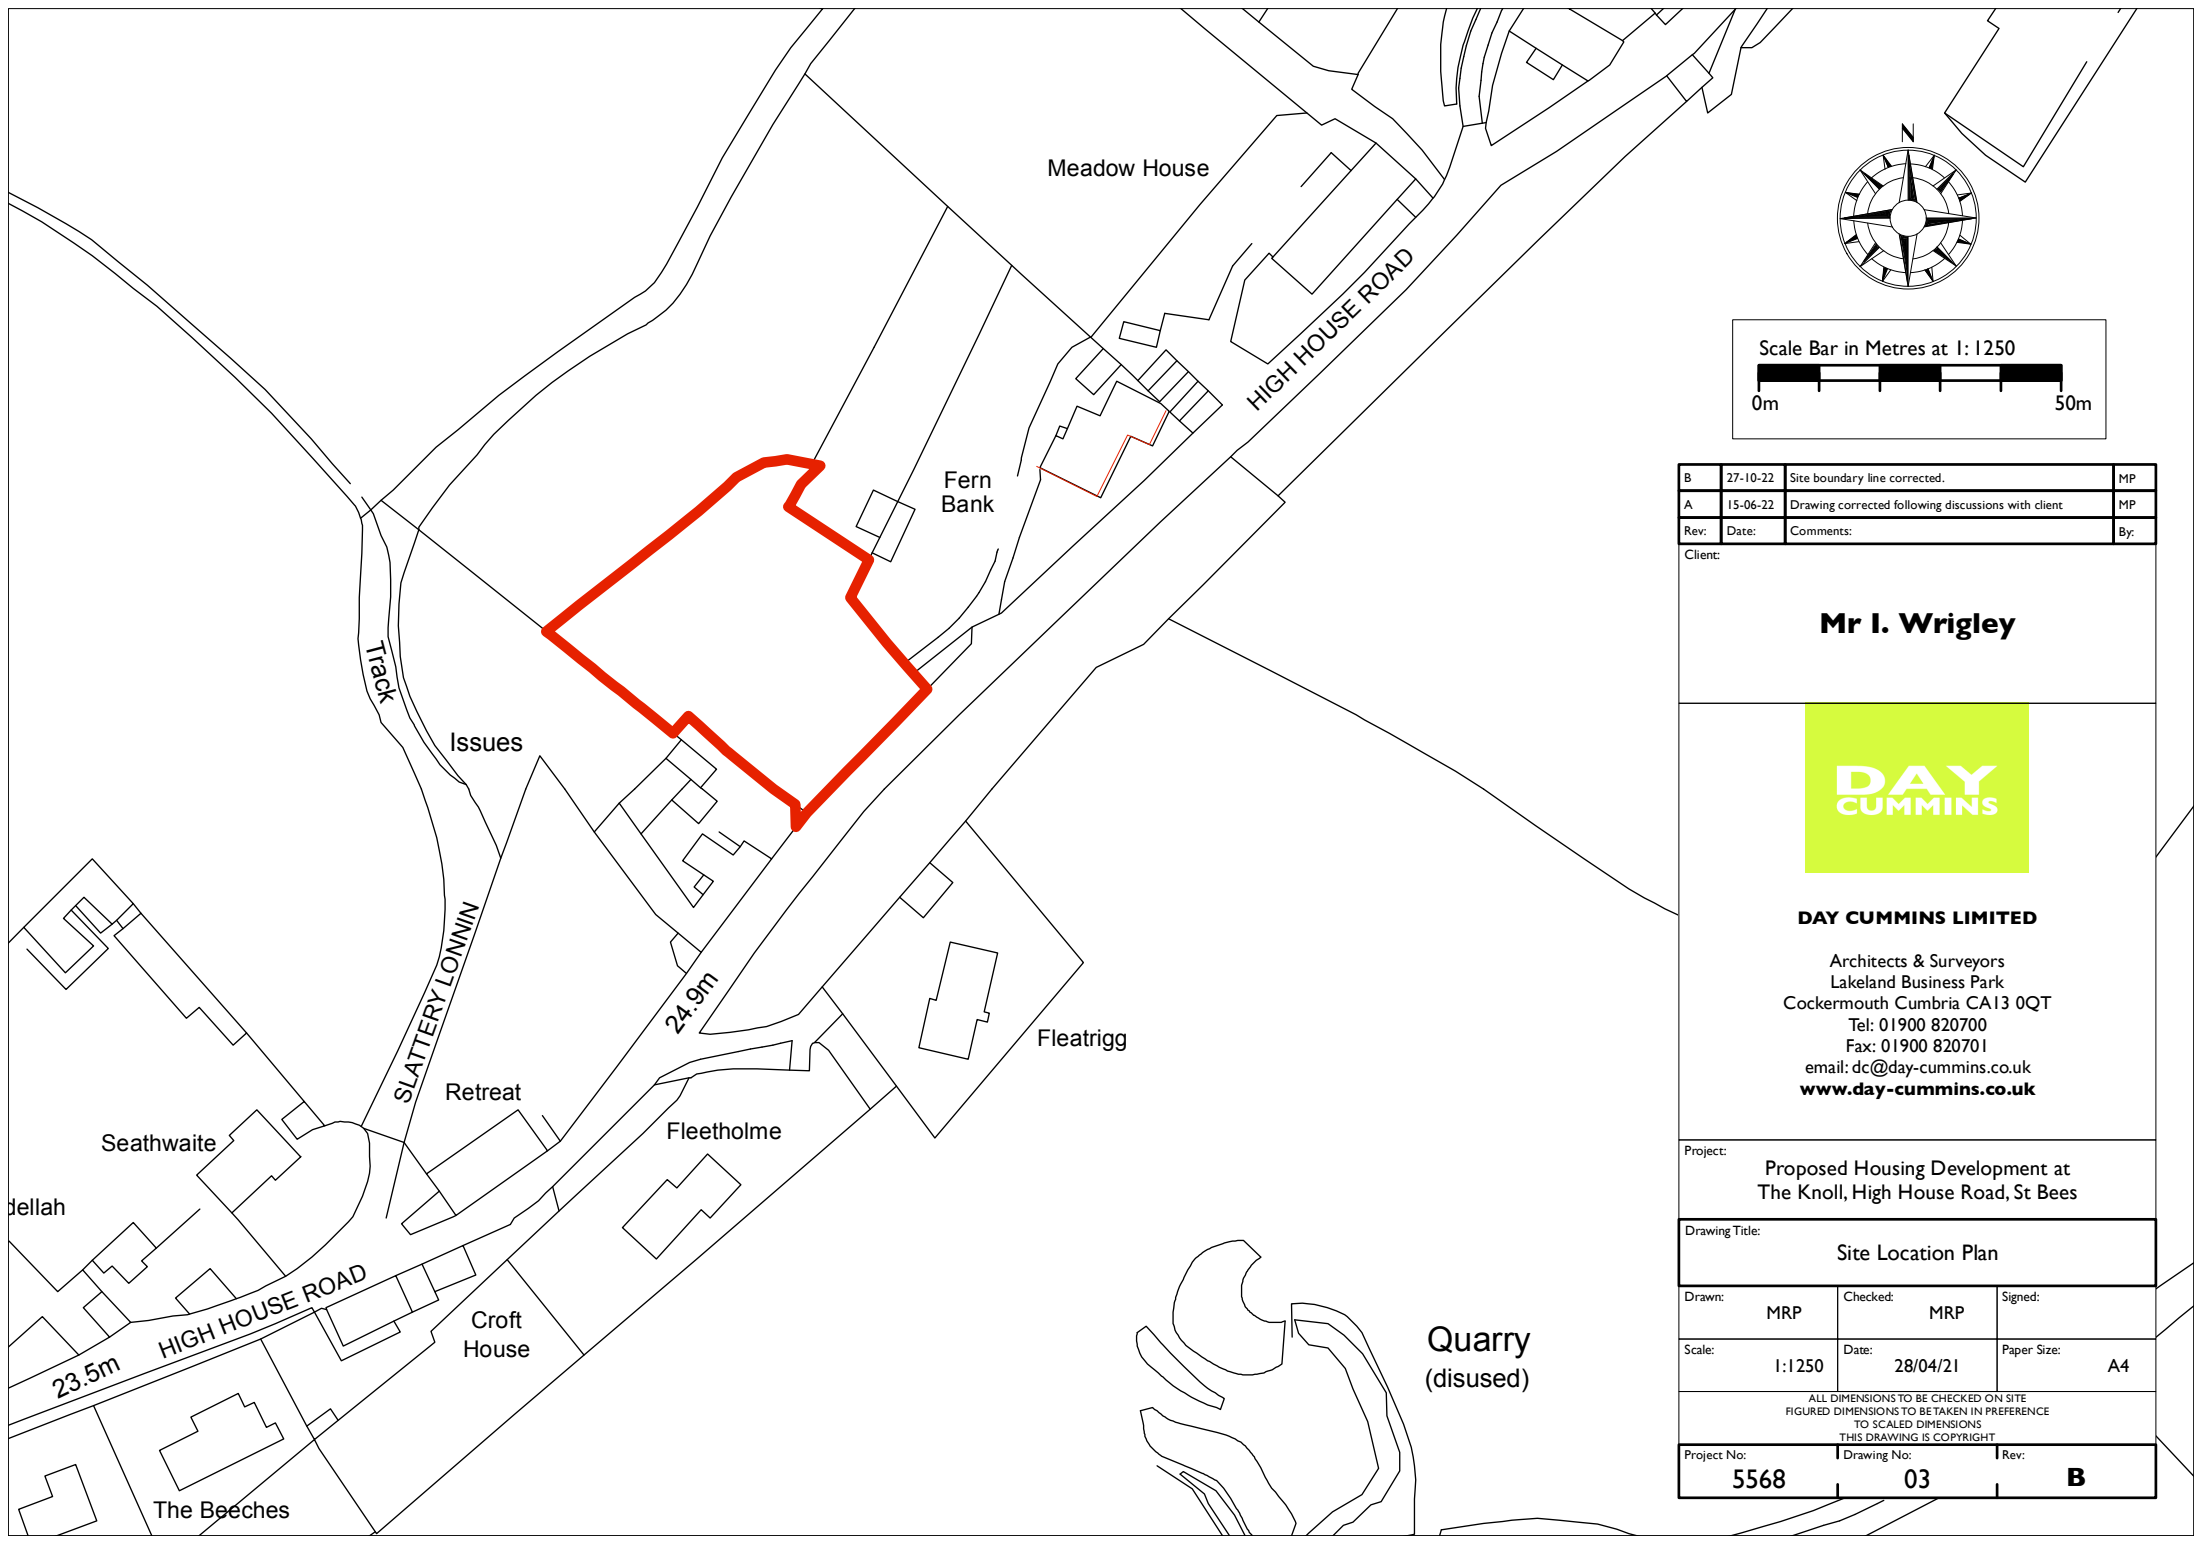 Meadow House
HIGH HOUSE ROAD
Fern
Bank
Track
Issues
SLATTERY LONNIN
24.9m
Fleatrigg
Retreat
Fleetholme
Seathwaite
dellah
HIGH HOUSE ROAD
23.5m
Croft
House
The Beeches
Quarry
(disused)
N
Scale Bar in Metres at 1:1250
0m 50m
B 27-10-22 Site boundary line corrected. MP
A 15-06-22 Drawing corrected following discussions with client MP
Rev: Date: Comments: By:
Client:
Mr I. Wrigley
DAY
CUMMINS
DAY CUMMINS LIMITED
Architects & Surveyors
Lakeland Business Park
Cockermouth Cumbria CA13 0QT
Tel: 01900 820700
Fax: 01900 820701
email: dc@day-cummins.co.uk
www.day-cummins.co.uk
Project:
Proposed Housing Development at
The Knoll, High House Road, St Bees
Drawing Title:
Site Location Plan
Drawn: Checked: Signed:
MRP MRP
Scale: Date: Paper Size:
1:1250 28/04/21 A4
ALL DIMENSIONS TO BE CHECKED ON SITE
FIGURED DIMENSIONS TO BE TAKEN IN PREFERENCE
TO SCALED DIMENSIONS
THIS DRAWING IS COPYRIGHT
Project No: Drawing No: Rev:
5568 03 B